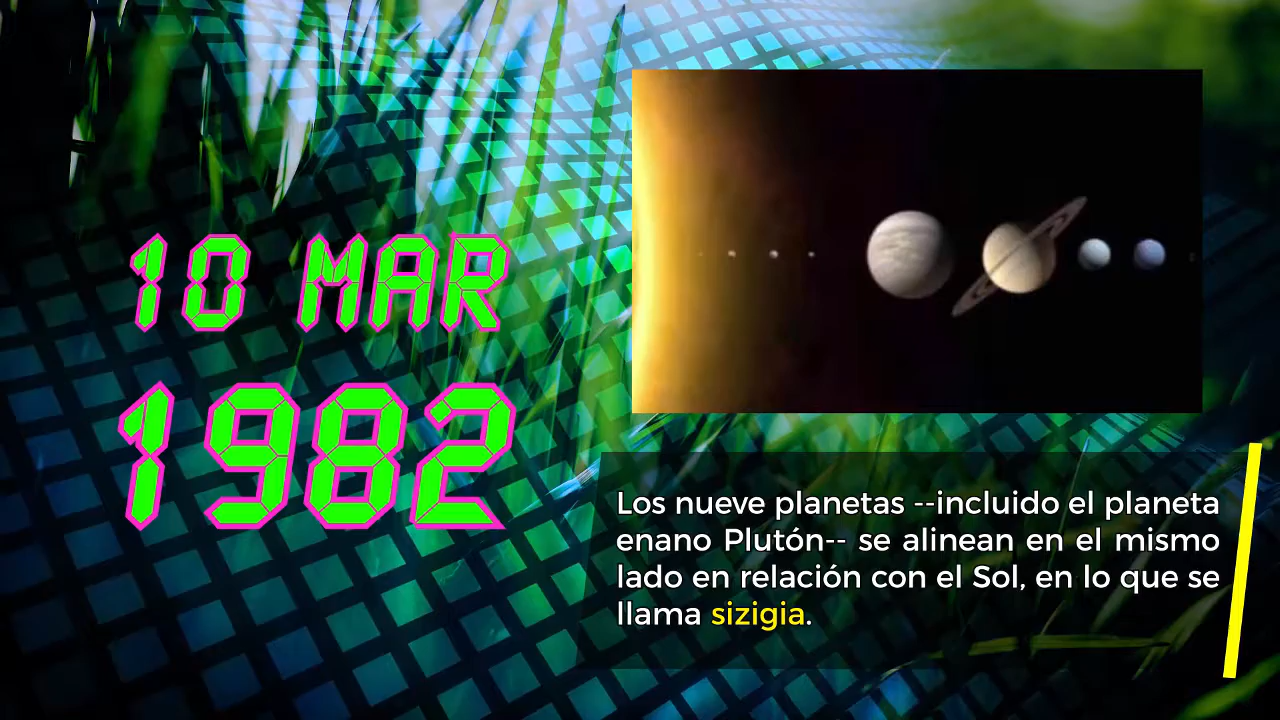 10 MAR
1982
Los nueve planetas --incluido el planeta
enano Plutón-- se alinean en el mismo
lado en relación con el Sol, en lo que se
llama sizigia.